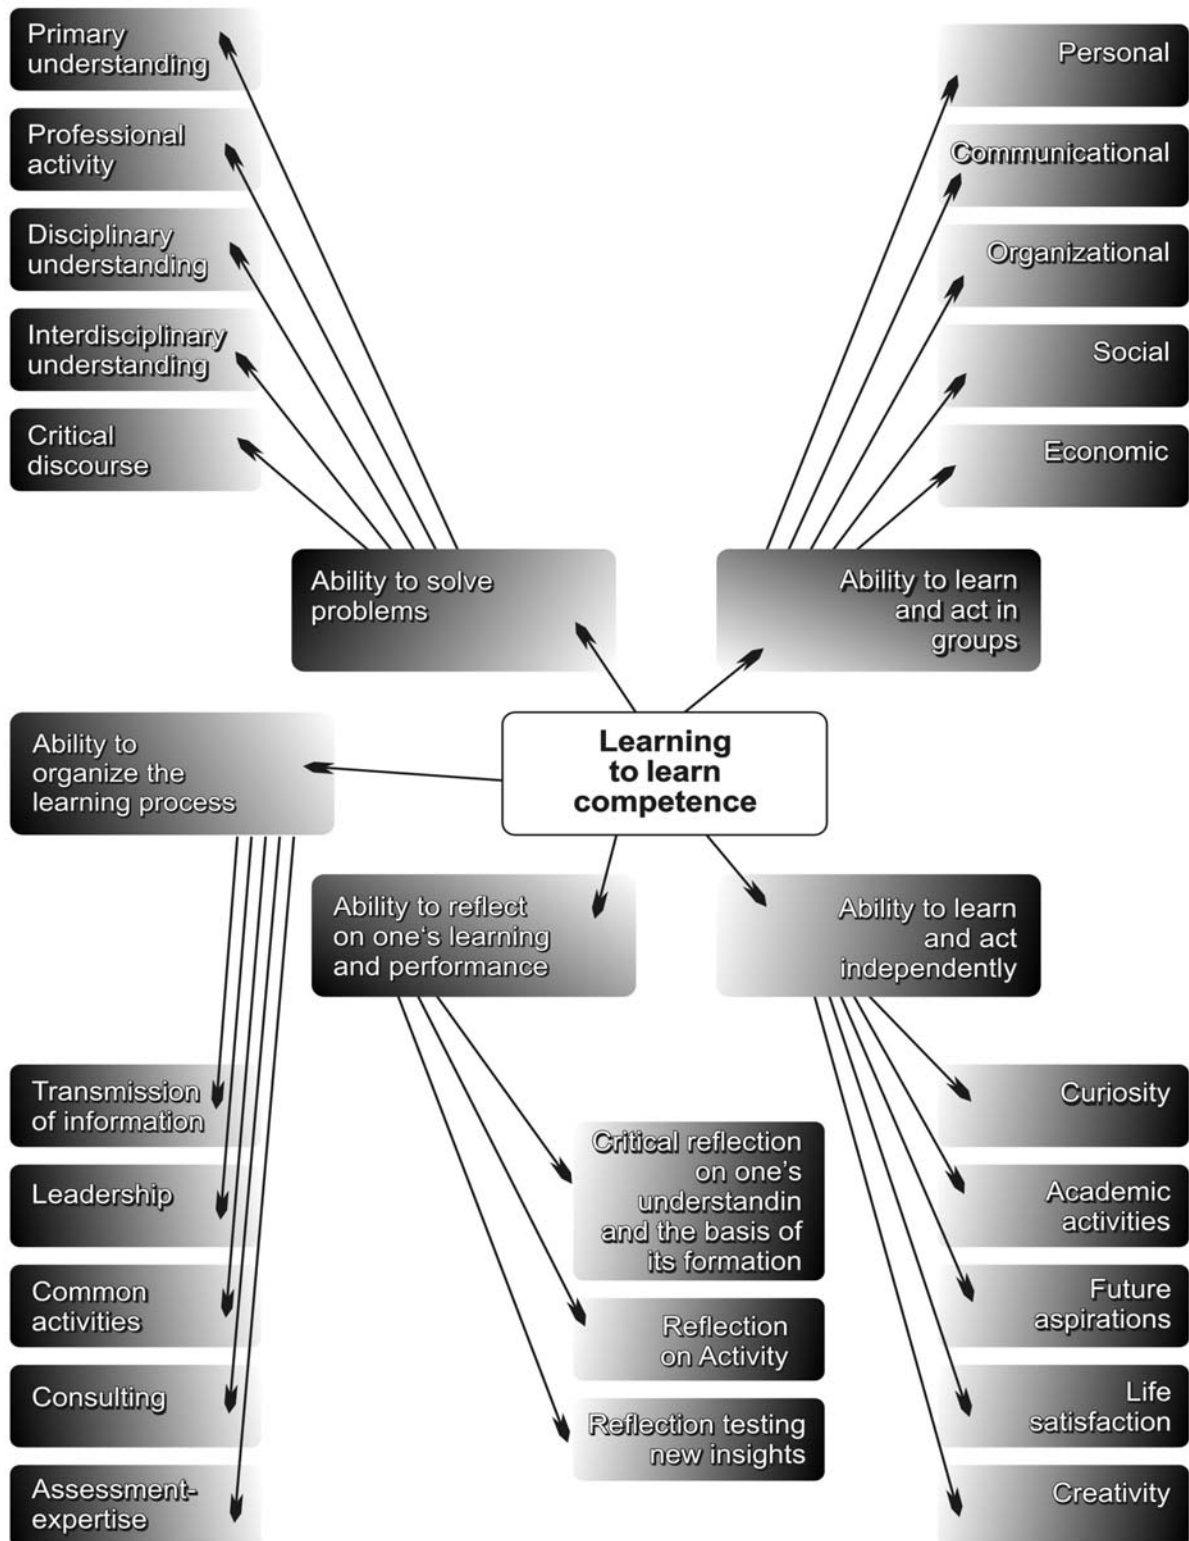 Primary
understanding
Professional
activity
Disciplinary
understanding
Interdisciplinary
understanding
Critical
discourse
Personal
Communicational
Organizational
Social
Economic
Ability to solve
problems
Ability to learn
and act in
groups
Ability to
organize the
learning process
Learning
to learn
competence
Ability to reflect
on one‘s learning
and performance
Ability to learn
and act
independently
Transmission
of information
Leadership
Common
activities
Consulting
Assessment-
expertise
Critical reflection
on one’s
understandin
and the basis of
its formation
Reflection
on Activity
Reflection testing
new insights
Curiosity
Academic
activities
Future
aspirations
Life
satisfaction
Creativity